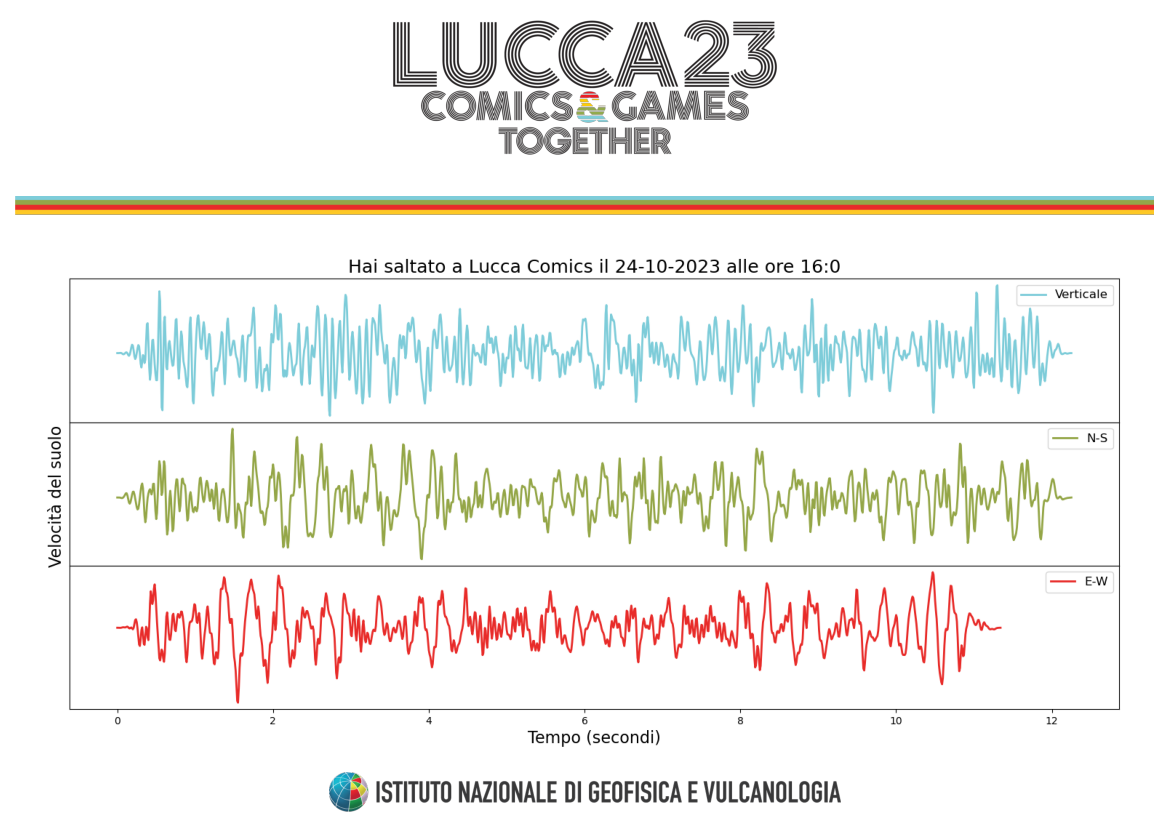 LUCCA23
COMICS&GAMES
TOGETHER
Hai saltato a Lucca Comics il 24-10-2023 alle ore 16:0
Verticale
N-S
E-W
Velocità del suolo
0 2 4 6 8 10 12
Tempo (secondi)
ISTITUTO NAZIONALE DI GEOFISICA E VULCANOLOGIA